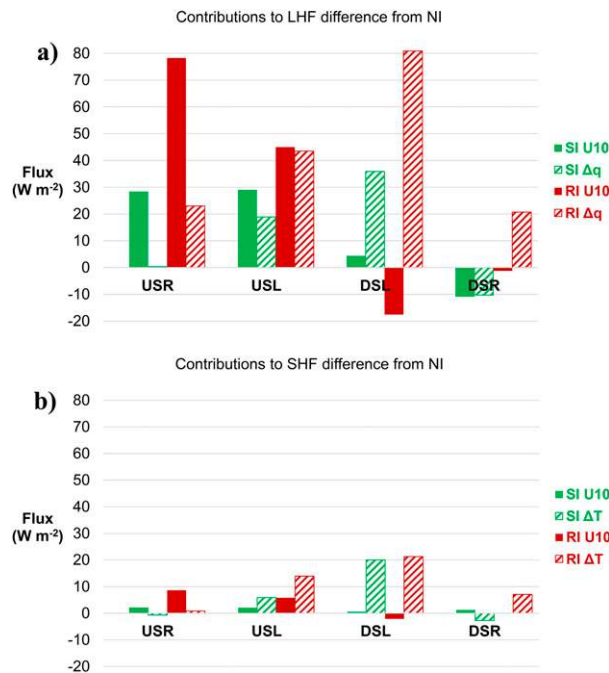 Contributions to LHF difference from NI
a)
80
70
60
50
40
30
20
10
0
-10
-20
Flux
(W m-2)
USR
USL
DSL
DSR
SI U10
SI Δq
RI U10
RI Δq
Contributions to SHF difference from NI
b)
80
70
60
50
40
30
20
10
0
-10
-20
Flux
(W m-2)
USR
USL
DSL
DSR
SI U10
SI ΔT
RI U10
RI ΔT